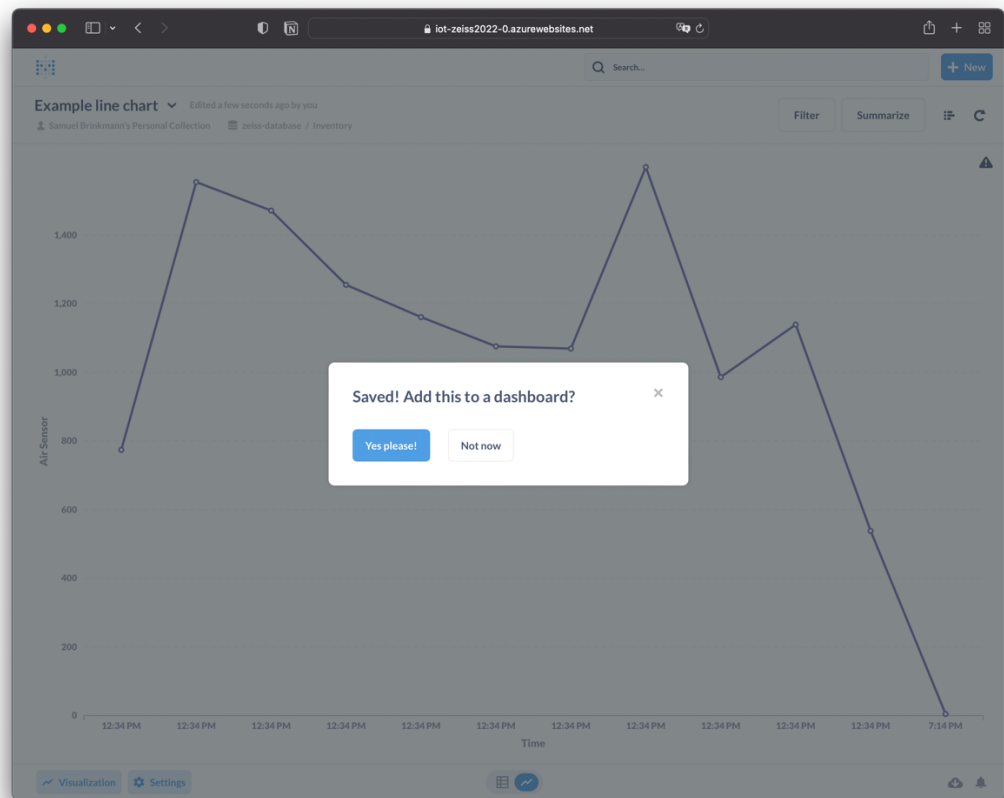 iot-zeiss2022-0.azurewebsites.net
Search...
+ New
Example line chart
Edited a few seconds ago by you
Samuel Brinkmann's Personal Collection
zeiss-database / Inventory
Filter
Summarize
1,400
1,200
1,000
800
600
400
200
0
Air Sensor
Saved! Add this to a dashboard?
Yes please!
Not now
12:34 PM 12:34 PM 12:34 PM 12:34 PM 12:34 PM 12:34 PM 12:34 PM 12:34 PM 12:34 PM 12:34 PM 12:34 PM 7:14 PM
Time
Visualization
Settings